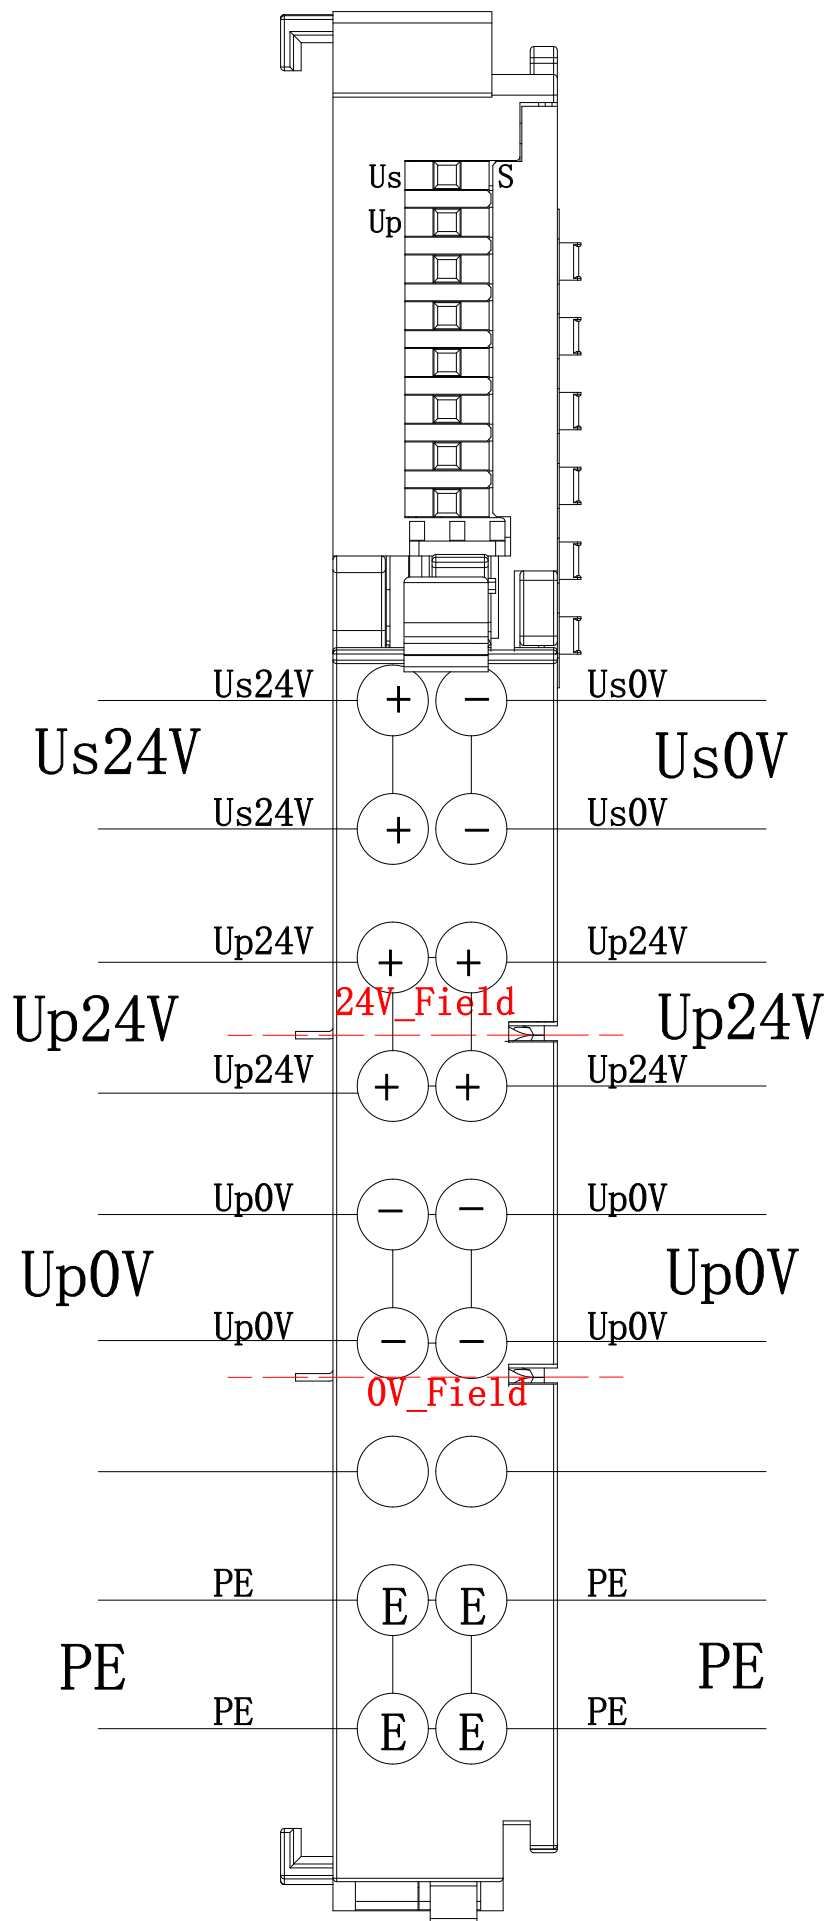 Us S
Up
Us24V + - Us0V
Us24V Us0V
Us24V + - Us0V
Up24V + + Up24V
24V_Field
Up24V Up24V
Up24V + + Up24V
Up0V - - Up0V
Up0V Up0V
Up0V - - Up0V
0V_Field
PE E E PE
PE PE
PE E E PE